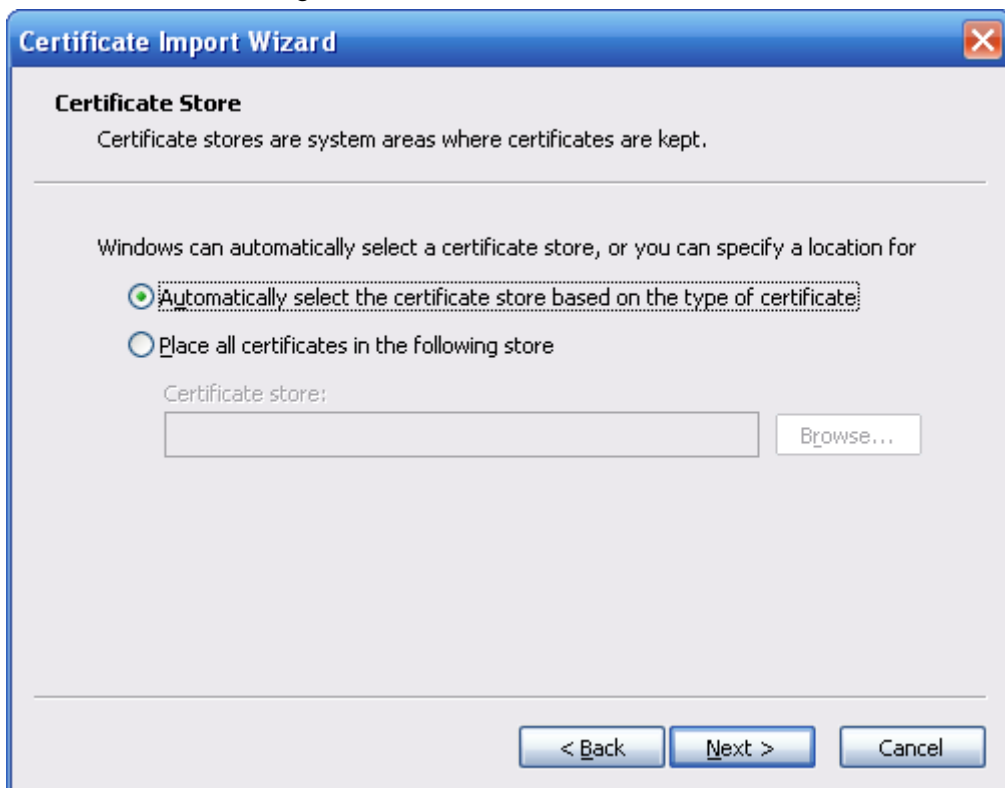 Certificate Import Wizard
Certificate Store
Certificate stores are system areas where certificates are kept.
Windows can automatically select a certificate store, or you can specify a location for
Automatically select the certificate store based on the type of certificate
Place all certificates in the following store
Certificate store:
Browse...
< Back Next > Cancel